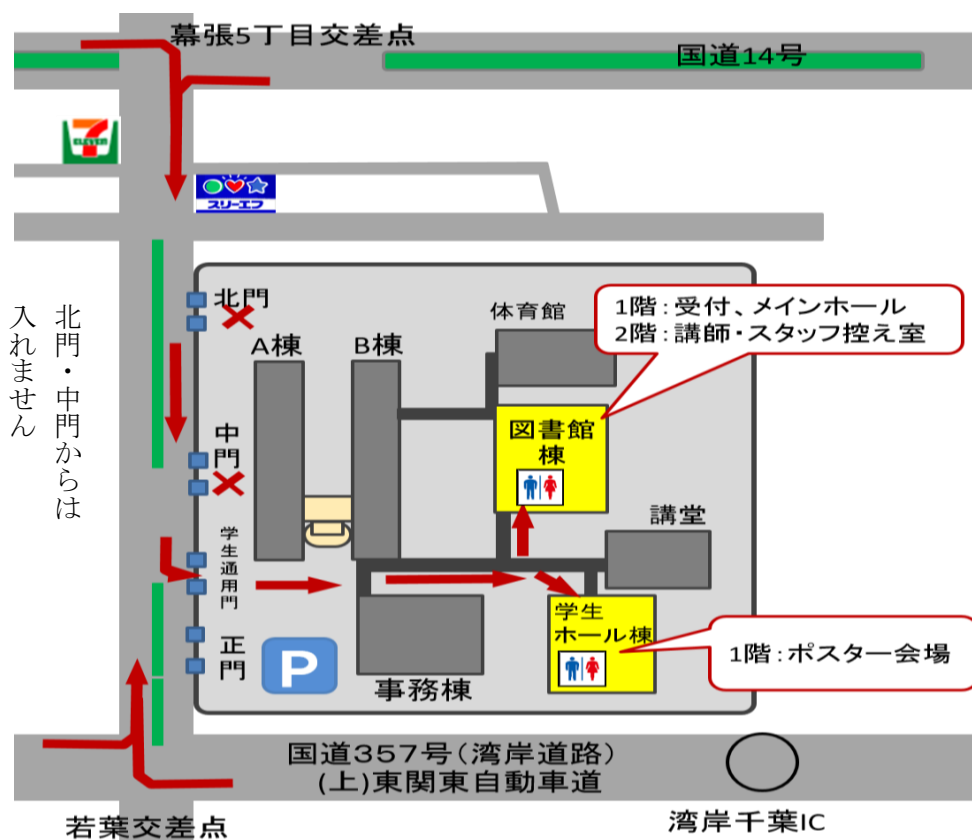 幕張5丁目交差点
国道14号
7
ELEVEN
スリーエフ
北門・中門からは
入れません
北門
体育館
1階:受付、メインホール
2階:講師・スタッフ控え室
A棟
B棟
中門
図書館
棟
講堂
学生通用門
学生
ホール棟
正門
P
1階:ポスター会場
事務棟
国道357号(湾岸道路)
(上)東関東自動車道
若葉交差点
湾岸千葉IC